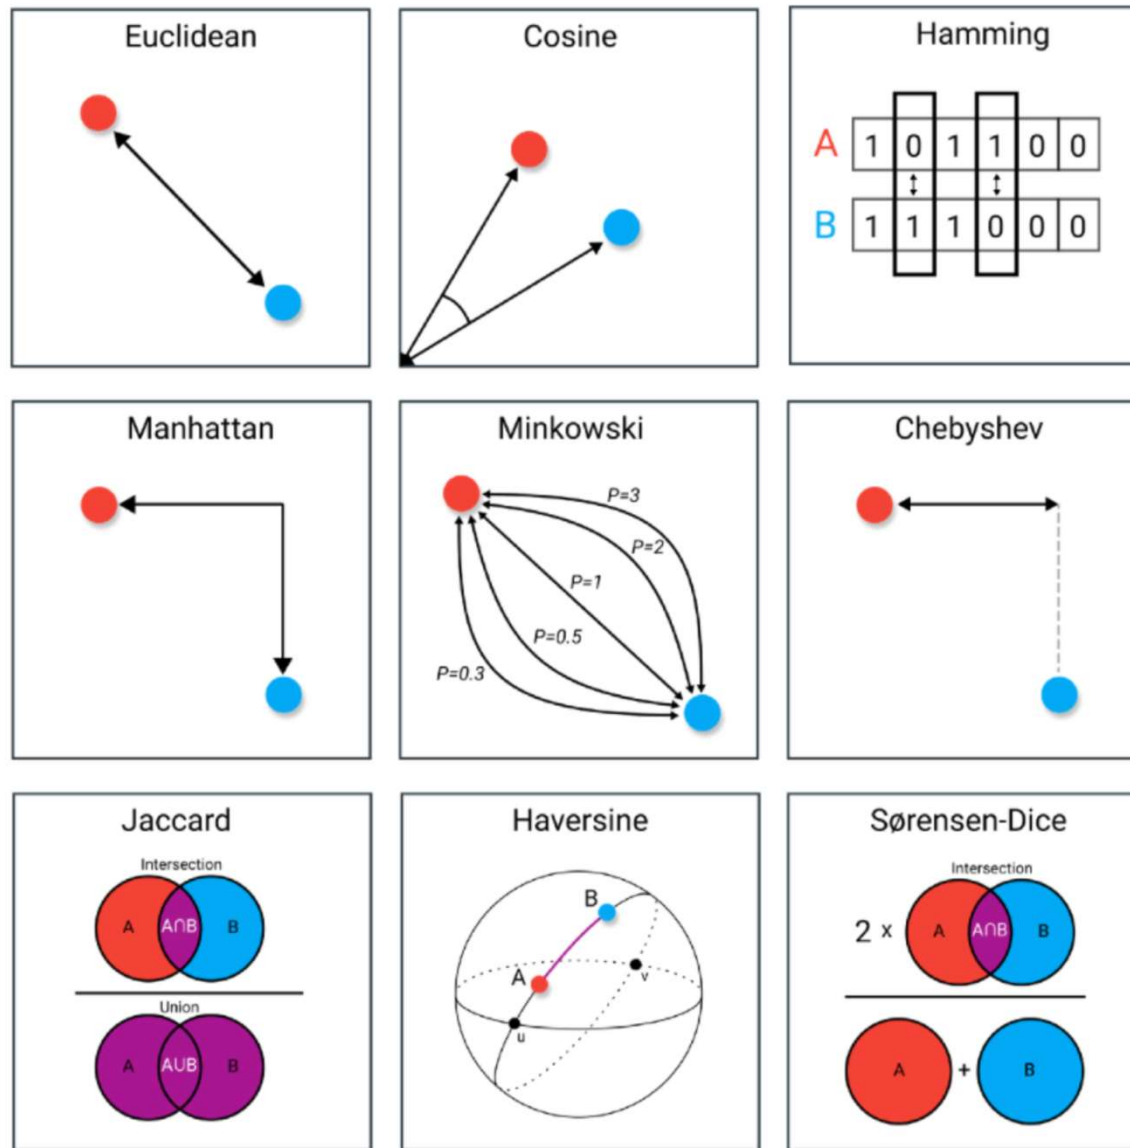 Euclidean
Cosine
Hamming
A 1 0 1 1 0 0
B 1 1 1 0 0 0
Manhattan
Minkowski
P=3
P=2
P=1
P=0.5
P=0.3
Chebyshev
Jaccard
Intersection
A A∩B B
Union
A A∪B B
Haversine
B
A
v
u
Sørensen-Dice
Intersection
2 x A A∩B B
A + B